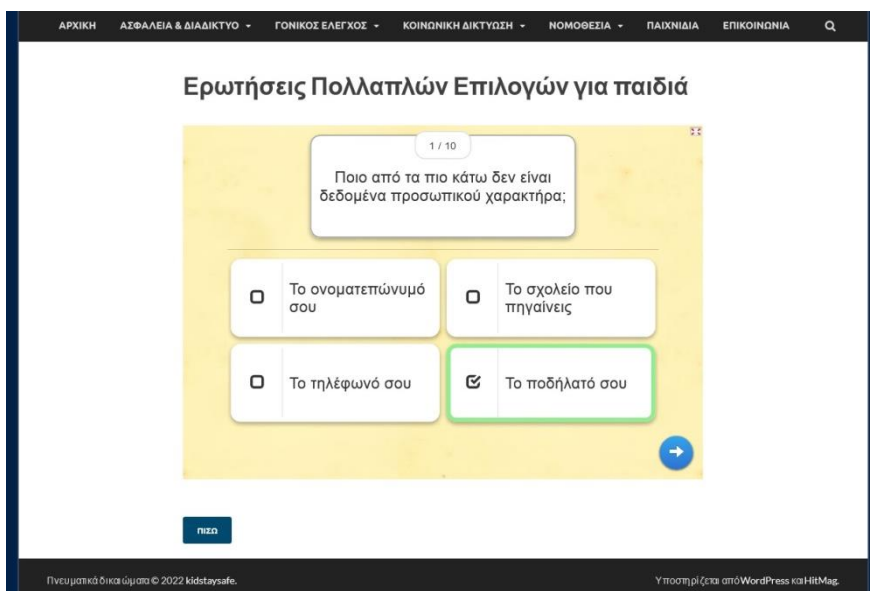 ΑΡΧΙΚΗ ΑΣΦΑΛΕΙΑ & ΔΙΑΔΙΚΤΥΟ ΓΟΝΙΚΟΣ ΕΛΕΓΧΟΣ ΚΟΙΝΩΝΙΚΗ ΔΙΚΤΥΩΣΗ ΝΟΜΟΘΕΣΙΑ ΠΑΙΧΝΙΔΙΑ ΕΠΙΚΟΙΝΩΝΙΑ
Ερωτήσεις Πολλαπλών Επιλογών για παιδιά
1 / 10
Ποιο από τα πιο κάτω δεν είναι
δεδομένα προσωπικού χαρακτήρα;
Το ονοματεπώνυμό
σου
Το σχολείο που
πηγαίνεις
Το τηλέφωνό σου
Το ποδήλατό σου
ΠΙΣΩ
Πνευματικά δικαιώματα © 2022 kidstaysafe. Υποστηρίζεται από WordPress και HitMag.